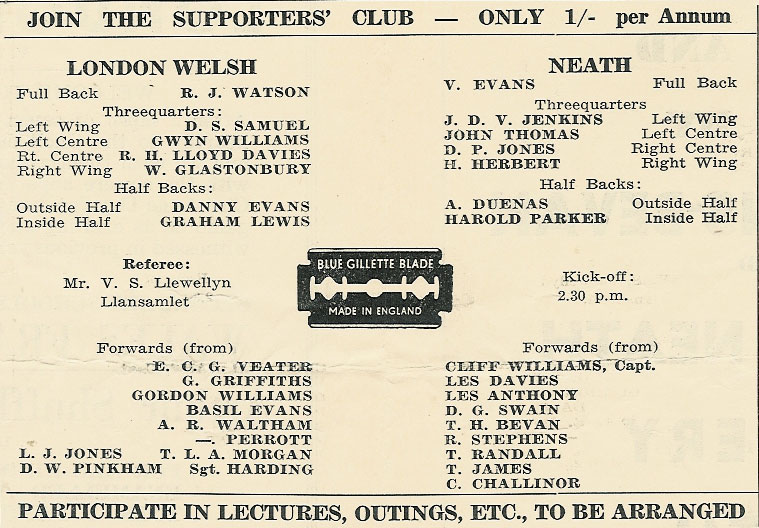 JOIN THE SUPPORTERS' CLUB — ONLY 1/- per Annum
LONDON WELSH
Full Back R. J. WATSON
Threequarters:
Left Wing D. S. SAMUEL
Left Centre GWYN WILLIAMS
Rt. Centre R. H. LLOYD DAVIES
Right Wing W. GLASTONBURY
Half Backs:
Outside Half DANNY EVANS
Inside Half GRAHAM LEWIS
Referee:
Mr. V. S. Llewellyn
Llansamlet
Forwards (from)
E. C. G. VEATER
G. GRIFFITHS
GORDON WILLIAMS
BASIL EVANS
A. R. WALTHAM
—. PERROTT
L. J. JONES T. L. A. MORGAN
D. W. PINKHAM Sgt. HARDING
BLUE GILLETTE BLADE
MADE IN ENGLAND
NEATH
V. EVANS Full Back
Threequarters
J. D. V. JENKINS Left Wing
JOHN THOMAS Left Centre
D. P. JONES Right Centre
H. HERBERT Right Wing
Half Backs:
A. DUENAS Outside Half
HAROLD PARKER Inside Half
Kick-off:
2.30 p.m.
Forwards (from)
CLIFF WILLIAMS, Capt.
LES DAVIES
LES ANTHONY
D. G. SWAIN
T. H. BEVAN
R. STEPHENS
T. RANDALL
T. JAMES
C. CHALLINOR
PARTICIPATE IN LECTURES, OUTINGS, ETC., TO BE ARRANGED